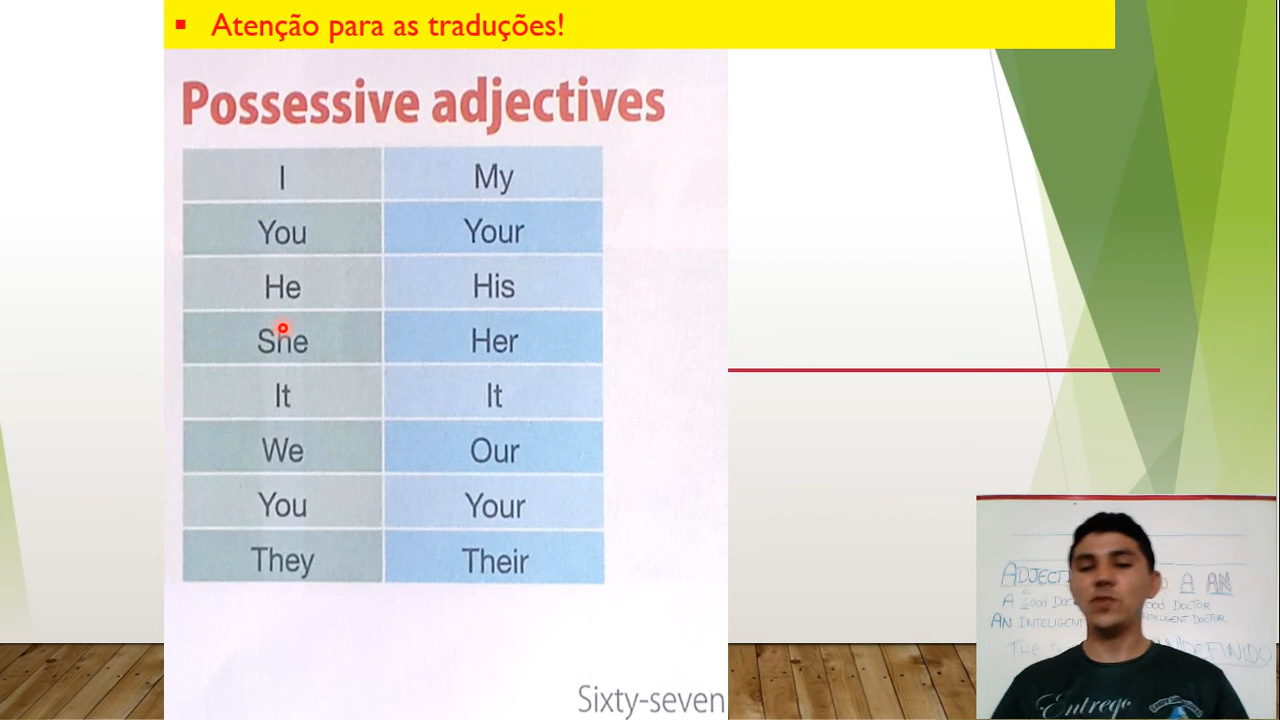 ▪ Atenção para as traduções!
Possessive adjectives
I My
You Your
He His
She Her
It It
We Our
You Your
They Their
Sixty-seven
A AN
DOCTOR
AN INTELIGENT
DOCTOR
Entrego